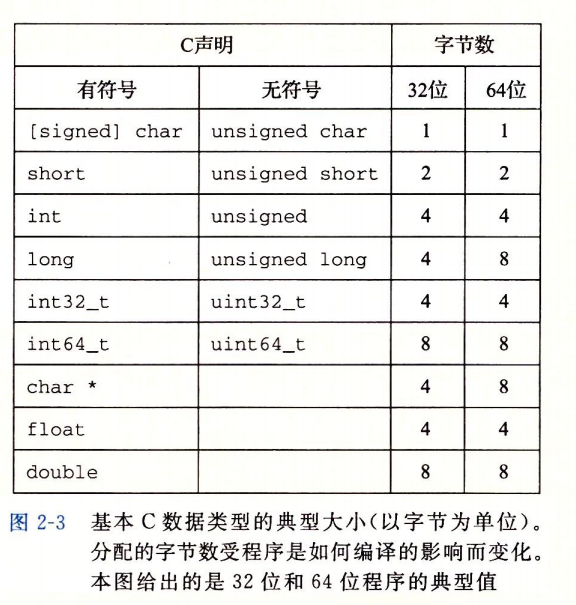 C声明 字节数
有符号 无符号 32位 64位
[signed] char unsigned char 1 1
short unsigned short 2 2
int unsigned 4 4
long unsigned long 4 8
int32_t uint32_t 4 4
int64_t uint64_t 8 8
char * 4 8
float 4 4
double 8 8
图 2-3 基本 C 数据类型的典型大小(以字节为单位)。
分配的字节数受程序是如何编译的影响而变化。
本图给出的是 32 位和 64 位程序的典型值